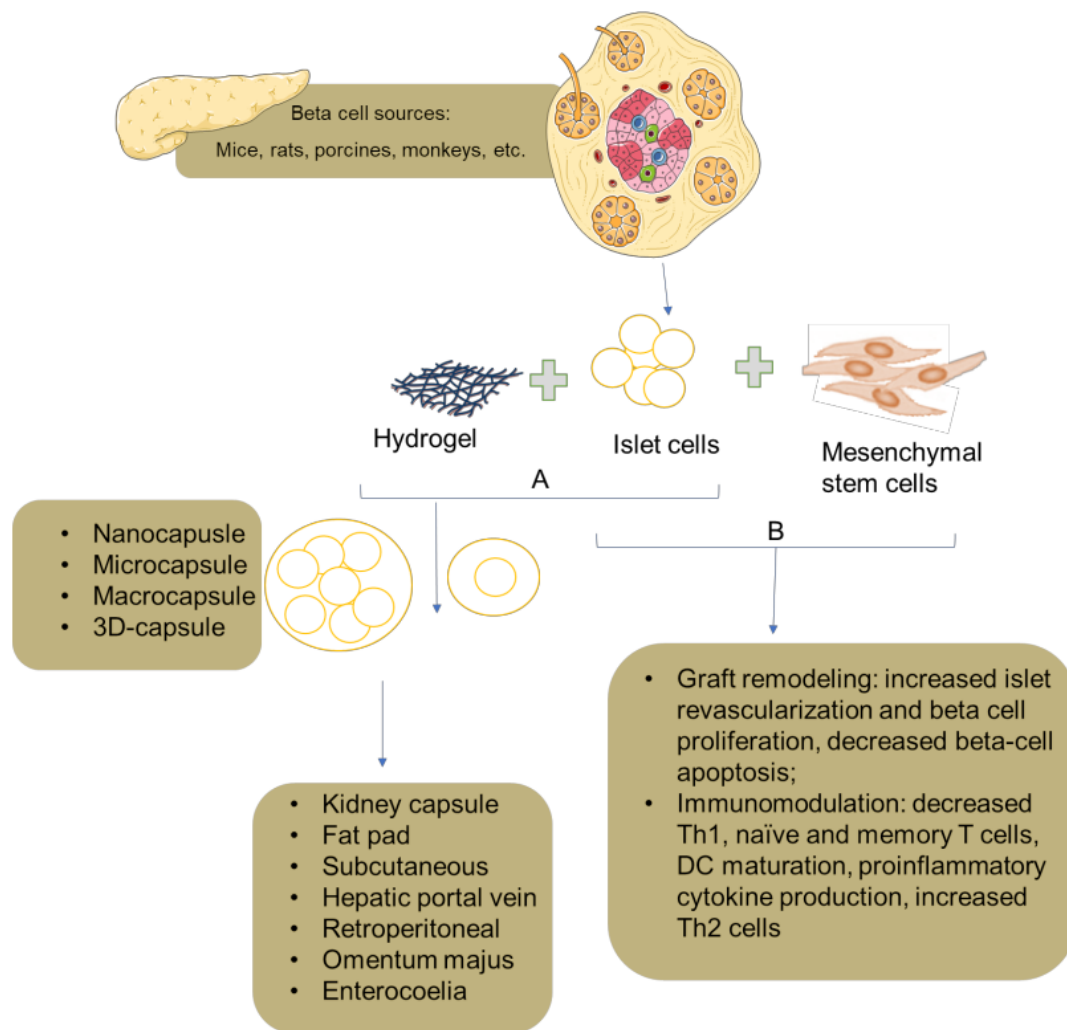 Beta cell sources:
Mice, rats, porcines, monkeys, etc.
Hydrogel
Islet cells
Mesenchymal
stem cells
A
B
• Nanocapusle
• Microcapsule
• Macrocapsule
• 3D-capsule
• Graft remodeling: increased islet
revascularization and beta cell
proliferation, decreased beta-cell
apoptosis;
• Immunomodulation: decreased
Th1, naïve and memory T cells,
DC maturation, proinflammatory
cytokine production, increased
Th2 cells
• Kidney capsule
• Fat pad
• Subcutaneous
• Hepatic portal vein
• Retroperitoneal
• Omentum majus
• Enterocoelia